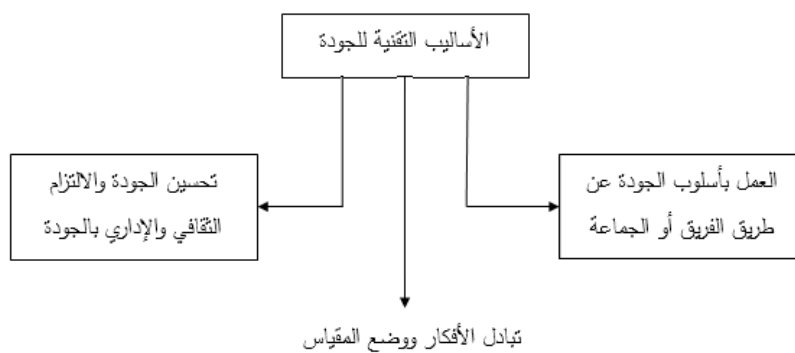 الأساليب التقنية للجودة
العمل بأسلوب الجودة عن
طريق الفريق أو الجماعة
تحسين الجودة والالتزام
الثقافي والإداري بالجودة
تبادل الأفكار ووضع المقياس